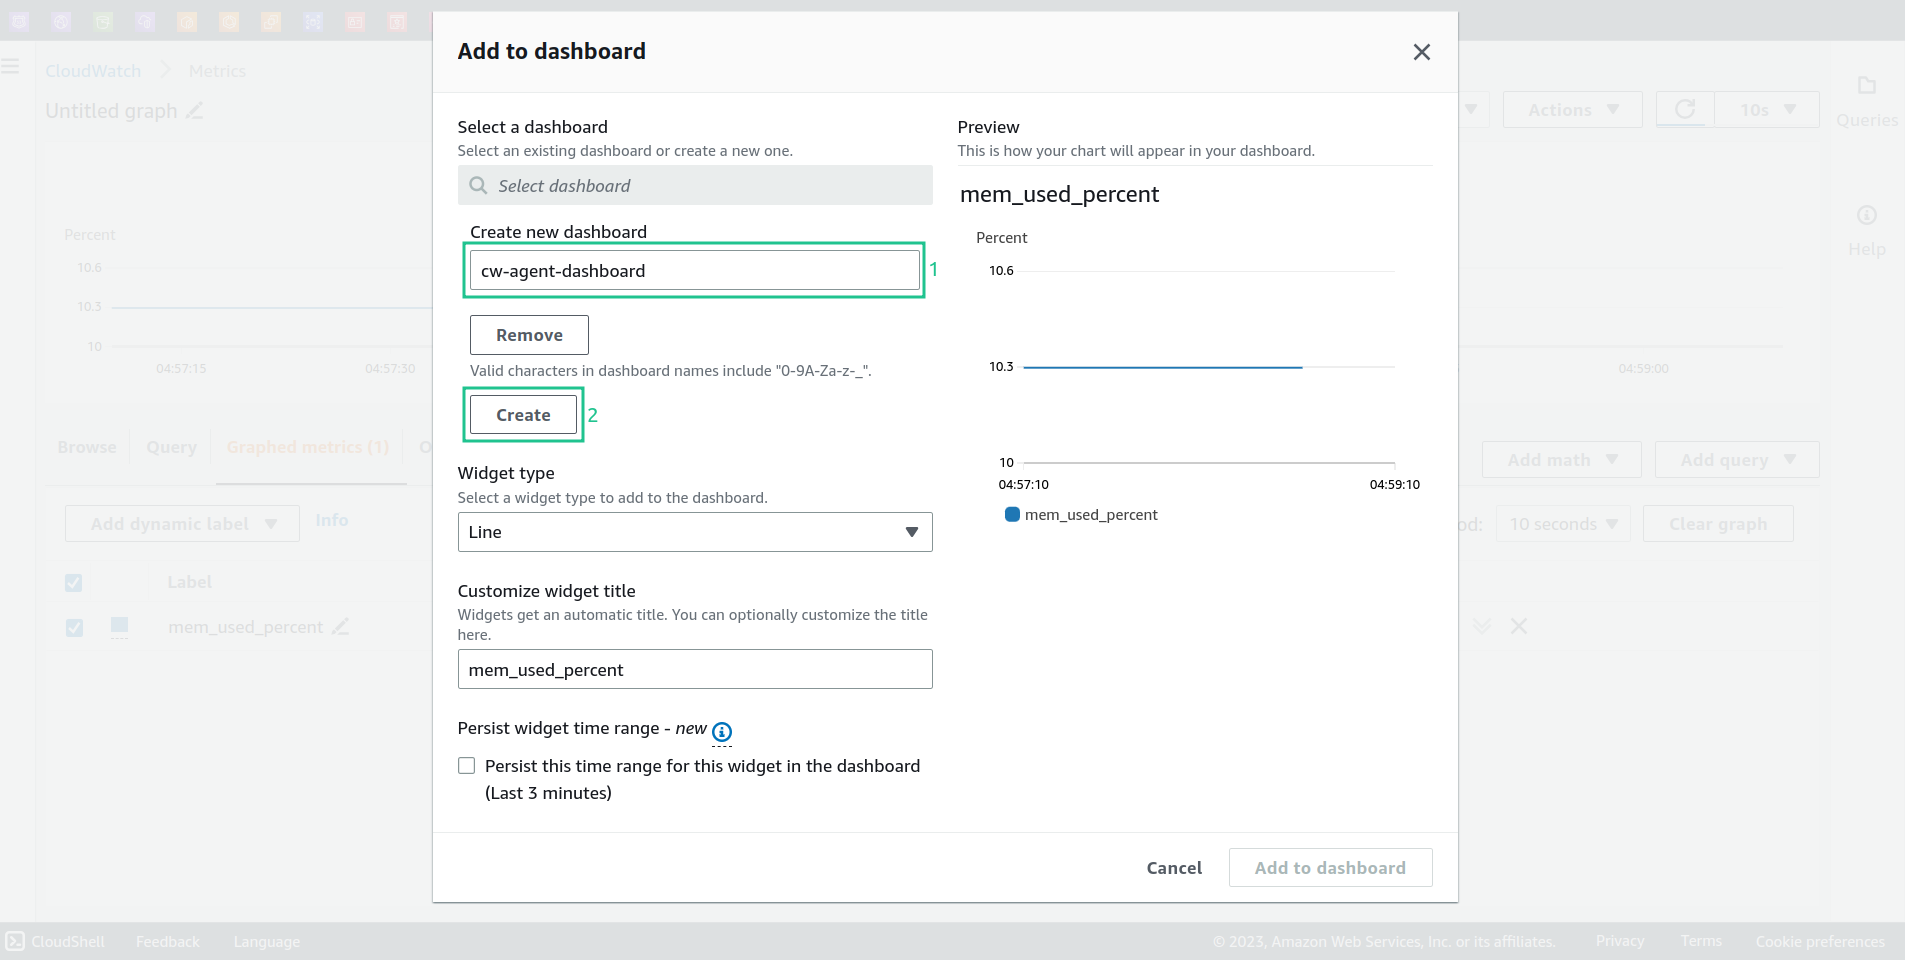 Add to dashboard
CloudWatch
Metrics
Untitled graph
Actions
10s
Queries
Help
Percent
10.6
10.3
10
04:57:15
04:57:30
04:59:00
Select a dashboard
Select an existing dashboard or create a new one.
Select dashboard
Create new dashboard
cw-agent-dashboard
1
Remove
Valid characters in dashboard names include "0-9A-Za-z-_".
Create
2
Widget type
Select a widget type to add to the dashboard.
Line
Customize widget title
Widgets get an automatic title. You can optionally customize the title
here.
mem_used_percent
Persist widget time range - new
Persist this time range for this widget in the dashboard
(Last 3 minutes)
Preview
This is how your chart will appear in your dashboard.
mem_used_percent
Percent
10.6
10.3
10
04:57:10
04:59:10
mem_used_percent
Cancel
Add to dashboard
Browse
Query
Graphed metrics (1)
O
Add math
Add query
Add dynamic label
Info
od:
10 seconds
Clear graph
Label
mem_used_percent
CloudShell
Feedback
Language
© 2023, Amazon Web Services, Inc. or its affiliates.
Privacy
Terms
Cookie preferences